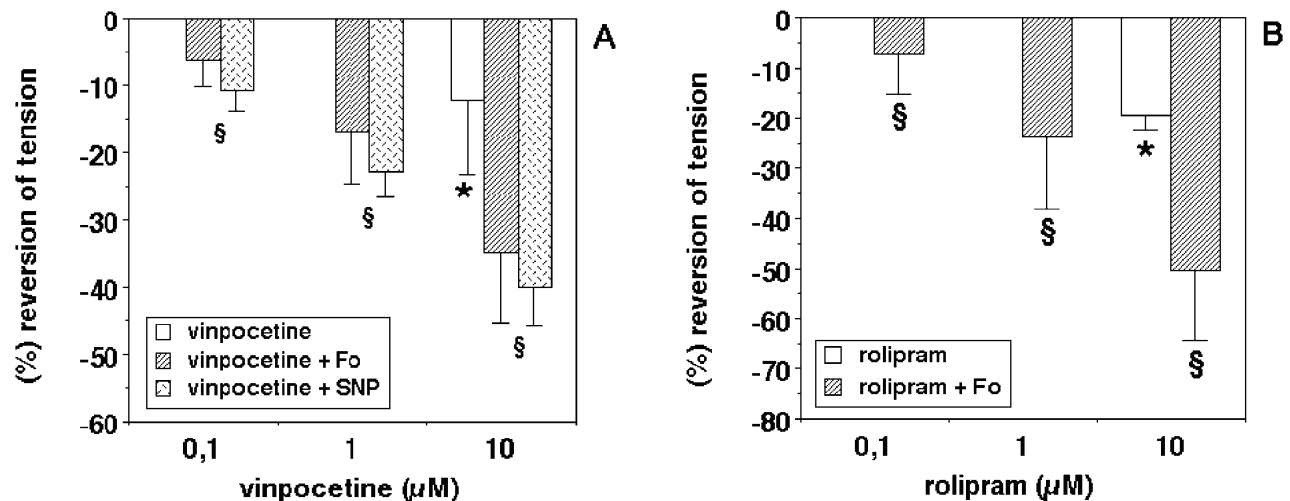 A
(%) reversion of tension
0
-10
-20
-30
-40
-50
-60
§
§
*
§
vinpocetine
vinpocetine + Fo
vinpocetine + SNP
0,1 1 10
vinpocetine (µM)
B
(%) reversion of tension
0
-10
-20
-30
-40
-50
-60
-70
-80
§
§
*
§
rolipram
rolipram + Fo
0,1 1 10
rolipram (µM)